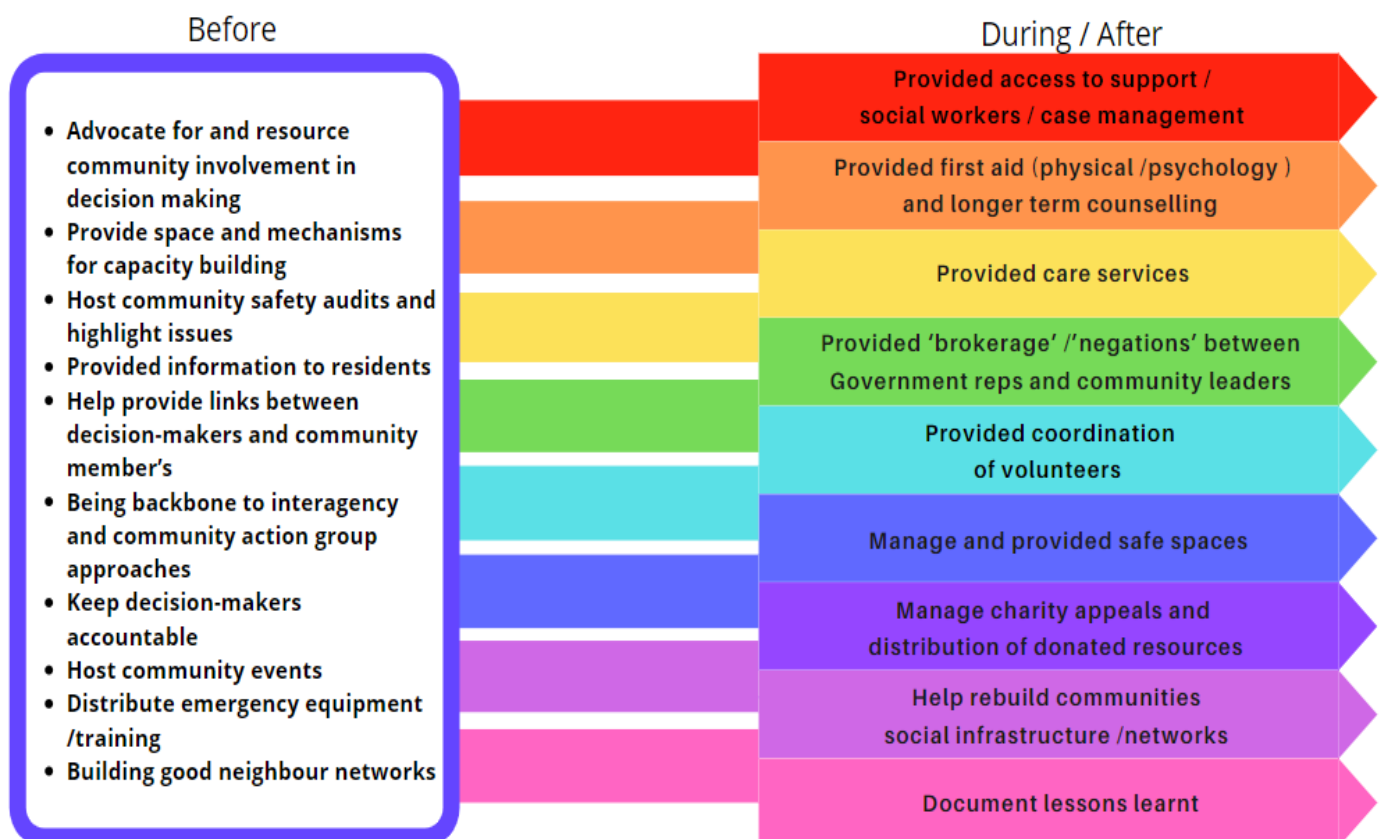 Before
• Advocate for and resource
community involvement in
decision making
• Provide space and mechanisms
for capacity building
• Host community safety audits and
highlight issues
• Provided information to residents
• Help provide links between
decision-makers and community
member’s
• Being backbone to interagency
and community action group
approaches
• Keep decision-makers
accountable
• Host community events
• Distribute emergency equipment
/training
• Building good neighbour networks
During / After
Provided access to support /
social workers / case management
Provided first aid (physical /psychology )
and longer term counselling
Provided care services
Provided ‘brokerage’ /’negations’ between
Government reps and community leaders
Provided coordination
of volunteers
Manage and provided safe spaces
Manage charity appeals and
distribution of donated resources
Help rebuild communities
social infrastructure /networks
Document lessons learnt